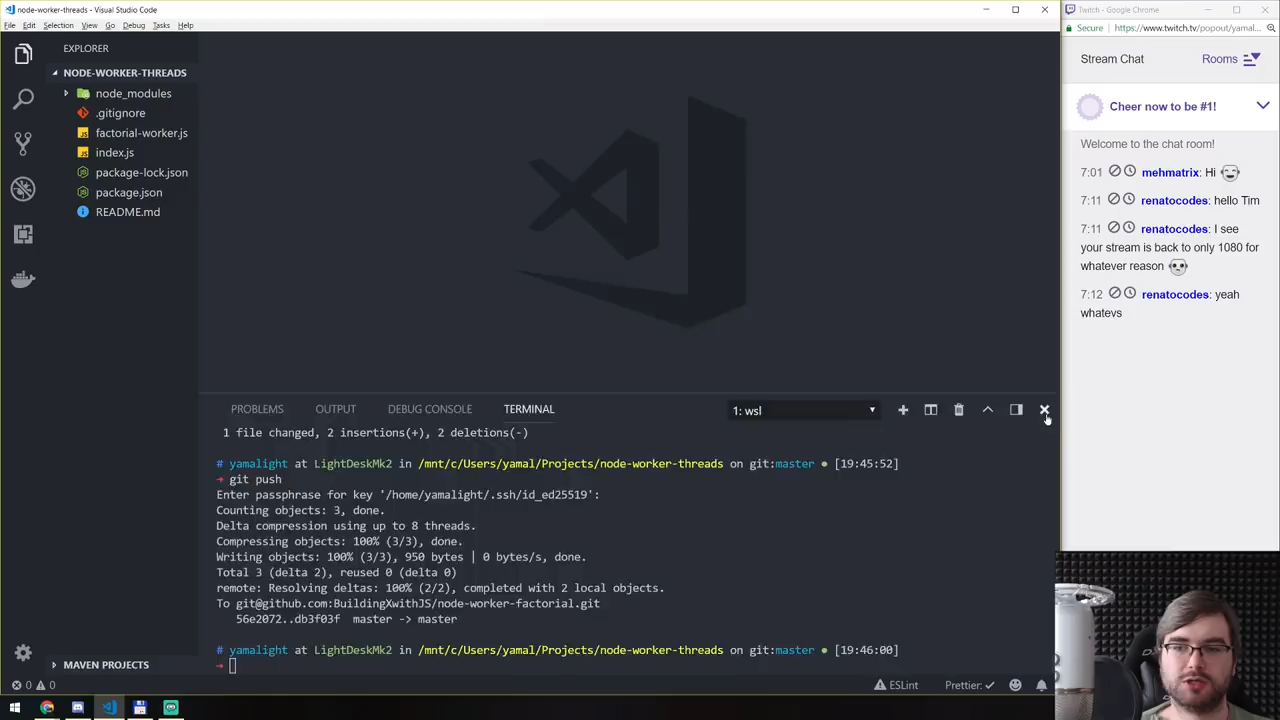 node-worker-threads - Visual Studio Code
File Edit Selection View Go Debug Tasks Help
EXPLORER
NODE-WORKER-THREADS
node_modules
.gitignore
factorial-worker.js
index.js
package-lock.json
package.json
README.md
MAVEN PROJECTS
PROBLEMS OUTPUT DEBUG CONSOLE TERMINAL 1: wsl
1 file changed, 2 insertions(+), 2 deletions(-)
# yamalight at LightDeskMk2 in /mnt/c/Users/yamal/Projects/node-worker-threads on git:master ● [19:45:52]
➜ git push
Enter passphrase for key '/home/yamalight/.ssh/id_ed25519':
Counting objects: 3, done.
Delta compression using up to 8 threads.
Compressing objects: 100% (3/3), done.
Writing objects: 100% (3/3), 950 bytes | 0 bytes/s, done.
Total 3 (delta 2), reused 0 (delta 0)
remote: Resolving deltas: 100% (2/2), completed with 2 local objects.
To git@github.com:BuildingXwithJS/node-worker-factorial.git
56e2072..db3f03f master -> master
# yamalight at LightDeskMk2 in /mnt/c/Users/yamal/Projects/node-worker-threads on git:master ● [19:46:00]
➜
0 0 ESLint Prettier: ✓
Twitch - Google Chrome
Secure https://www.twitch.tv/popout/yamal...
Stream Chat Rooms
Cheer now to be #1!
Welcome to the chat room!
7:01 mehmatrix: Hi
7:11 renatocodes: hello Tim
7:11 renatocodes: I see
your stream is back to only 1080 for
whatever reason
7:12 renatocodes: yeah
whatevs